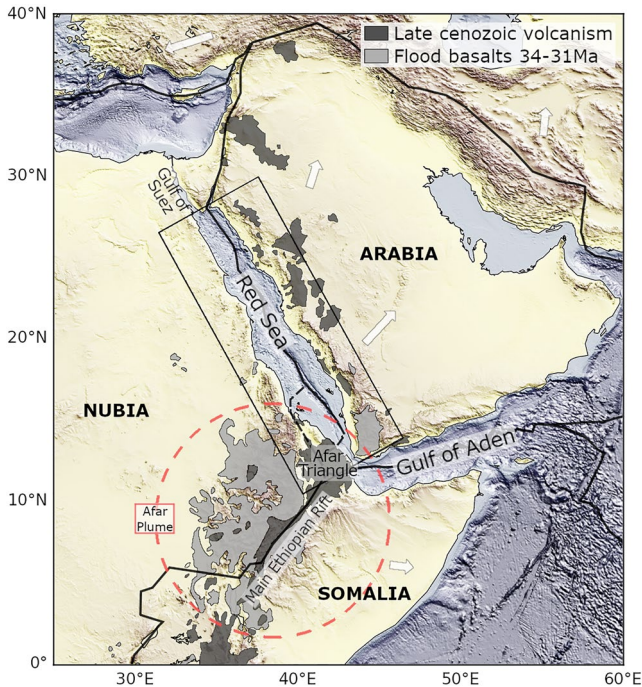 40°N
Late cenozoic volcanism
Flood basalts 34-31Ma
30°N
Gulf of
Suez
ARABIA
20°N
Red Sea
NUBIA
Afar
Triangle
Gulf of Aden
10°N
Afar
Plume
Main Ethiopian Rift
SOMALIA
0°
30°E
40°E
50°E
60°E